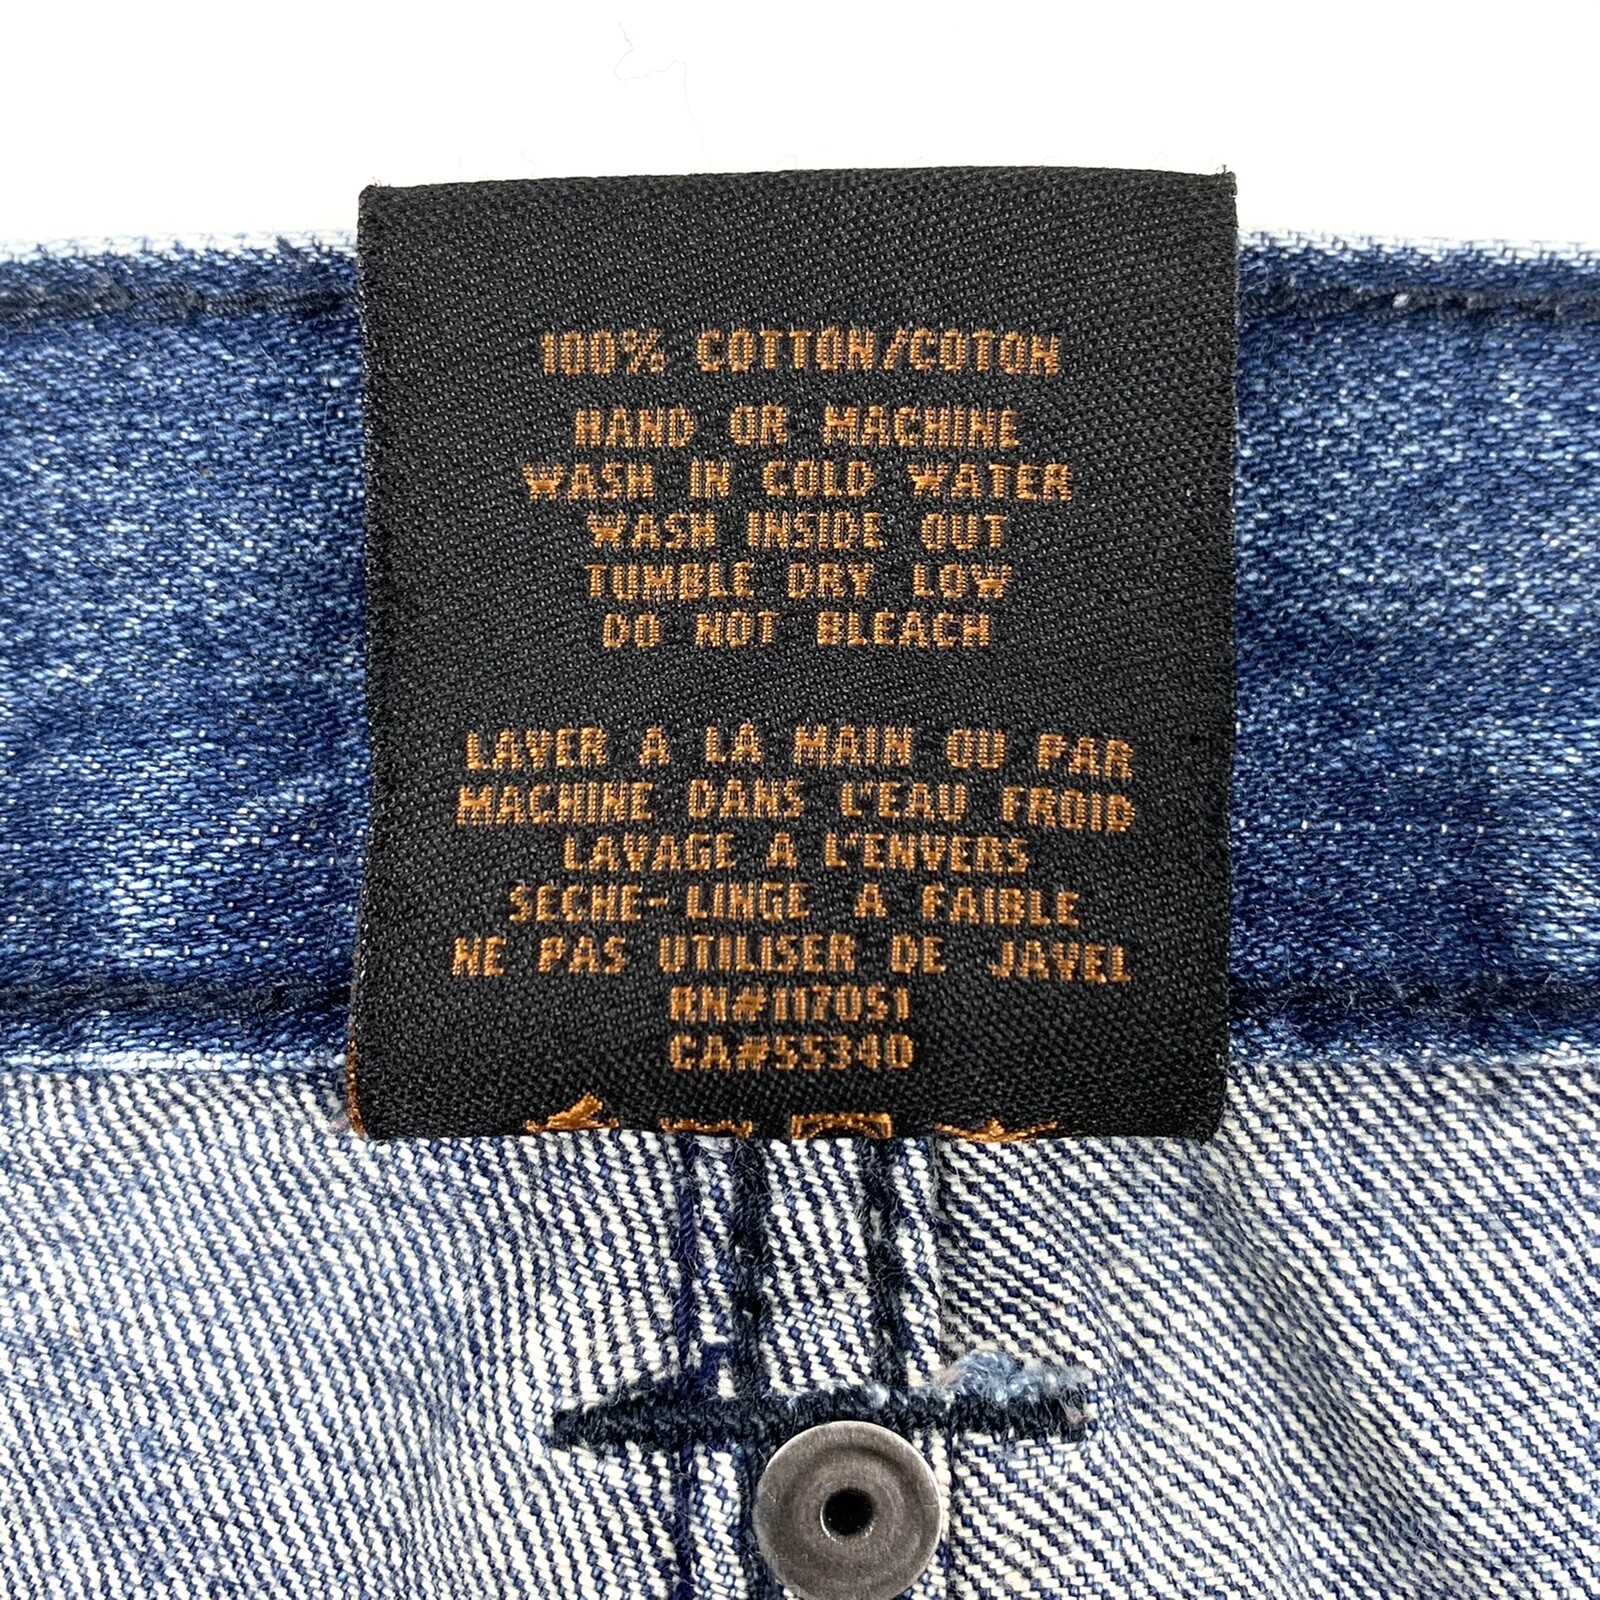 100% COTTON/COTON
HAND OR MACHINE
WASH IN COLD WATER
WASH INSIDE OUT
TUMBLE DRY LOW
DO NOT BLEACH
LAVER A LA MAIN OU PAR
MACHINE DANS L'EAU FROID
LAVAGE A L'ENVERS
SECHE-LINGE A FAIBLE
NE PAS UTILISER DE JAVEL
RN#117051
CA#55340